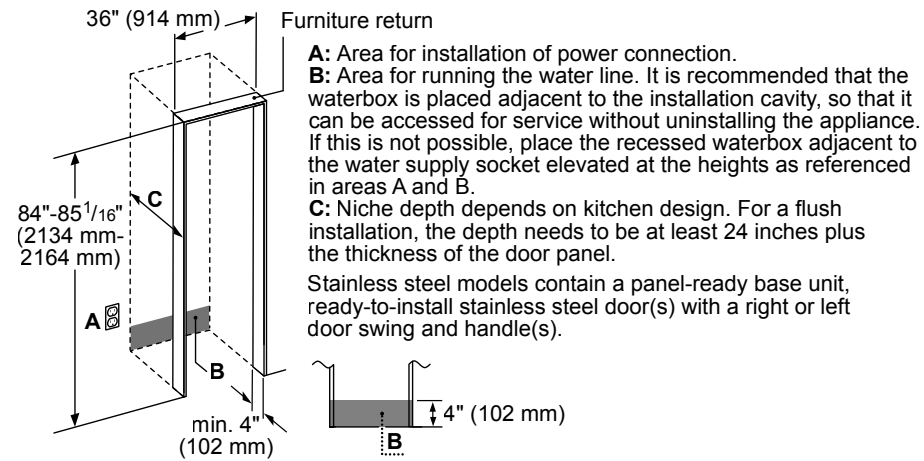 36" (914 mm)
Furniture return
A: Area for installation of power connection.
B: Area for running the water line. It is recommended that the
waterbox is placed adjacent to the installation cavity, so that it
can be accessed for service without uninstalling the appliance.
If this is not possible, place the recessed waterbox adjacent to
the water supply socket elevated at the heights as referenced
in areas A and B.
C: Niche depth depends on kitchen design. For a flush
installation, the depth needs to be at least 24 inches plus
the thickness of the door panel.
Stainless steel models contain a panel-ready base unit,
ready-to-install stainless steel door(s) with a right or left
door swing and handle(s).
C
84"-85 1/16"
(2134 mm-
2164 mm)
A
B
min. 4"
(102 mm)
4" (102 mm)
B